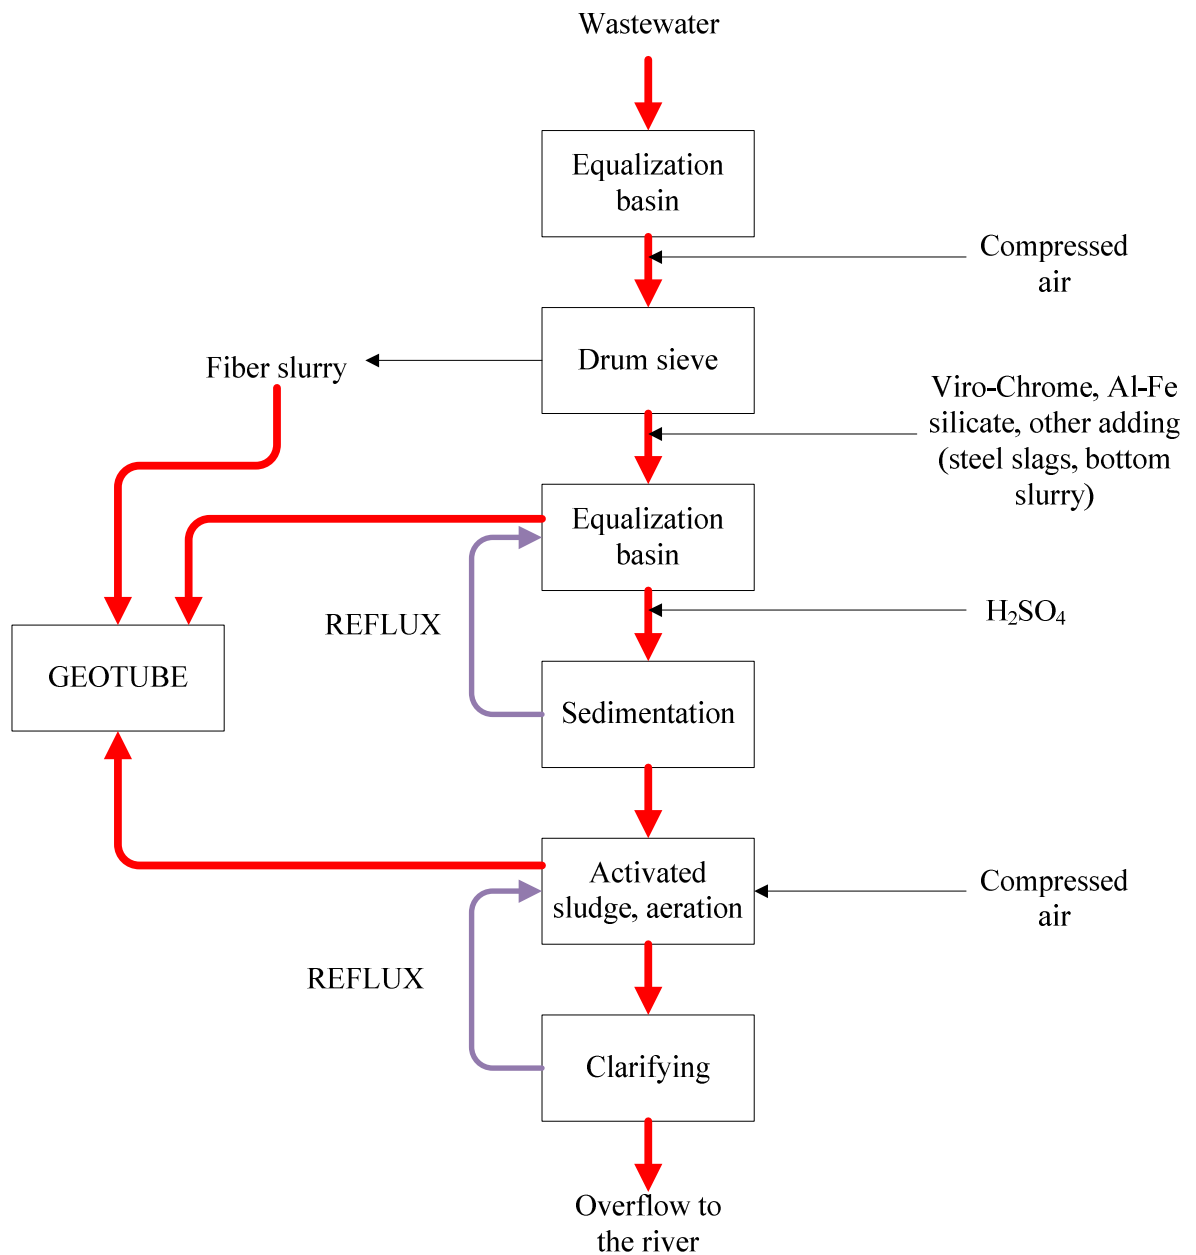 Wastewater
Equalization
basin
Compressed
air
Drum sieve
Fiber slurry
Viro-Chrome, Al-Fe
silicate, other adding
(steel slags, bottom
slurry)
Equalization
basin
REFLUX
H₂SO₄
GEOTUBE
Sedimentation
Activated
sludge, aeration
Compressed
air
REFLUX
Clarifying
Overflow to
the river